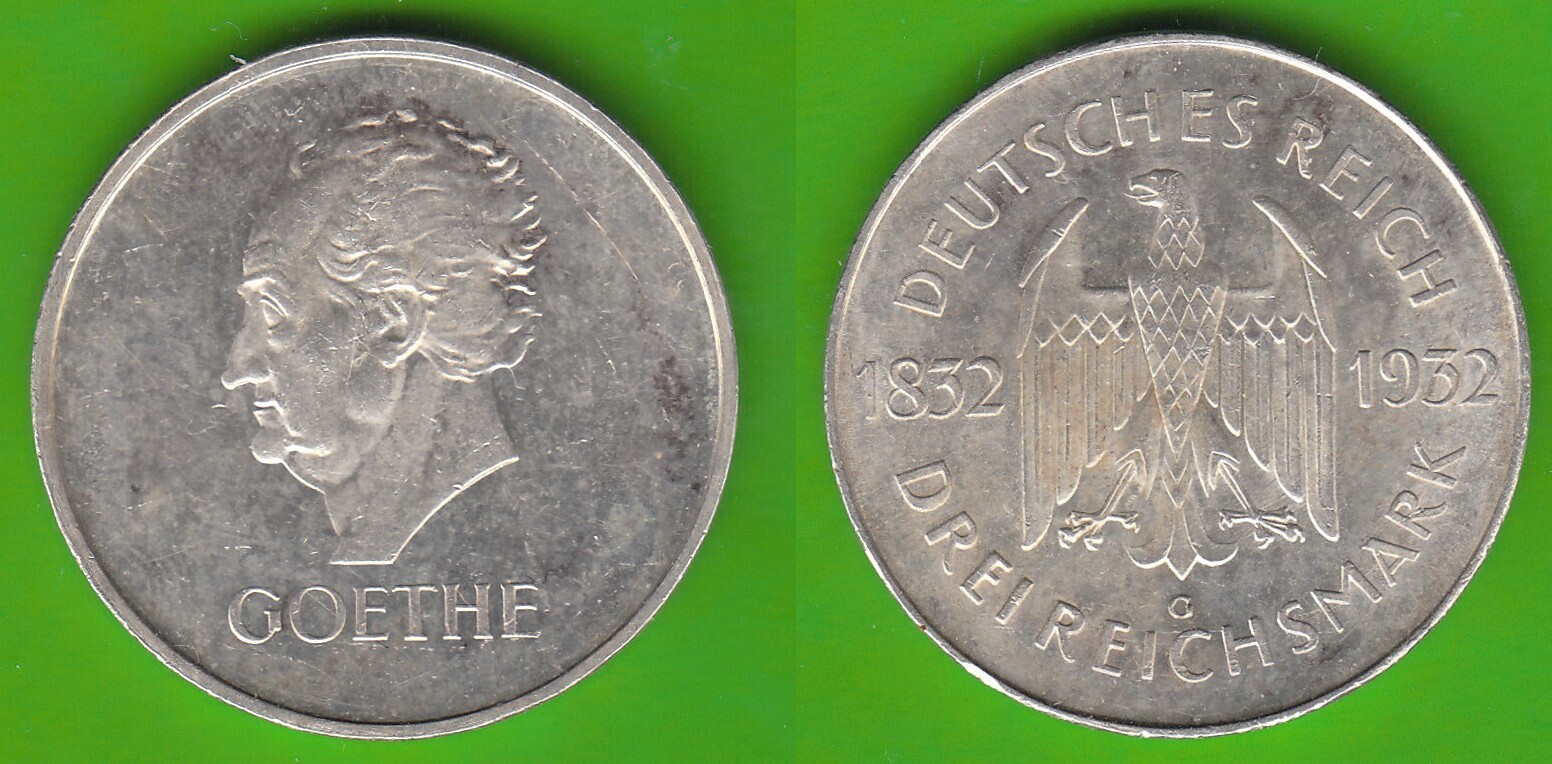 GOETHE
DEUTSCHES REICH
1832 1932
G
DREI REICHSMARK